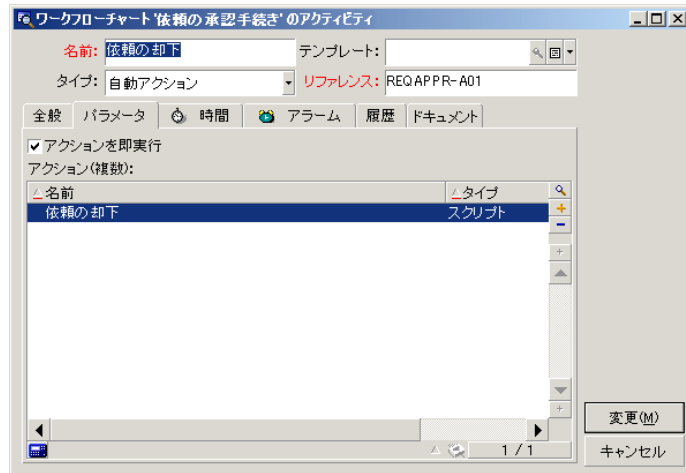 ワークフローチャート'依頼の承認手続き'のアクティビティ
名前: 依頼の却下 テンプレート:
タイプ: 自動アクション リファレンス: REQAPPR-A01
全般 パラメータ 時間 アラーム 履歴 ドキュメント
アクションを即実行
アクション(複数):
名前 タイプ
依頼の却下 スクリプト
1 / 1
変更(M)
キャンセル